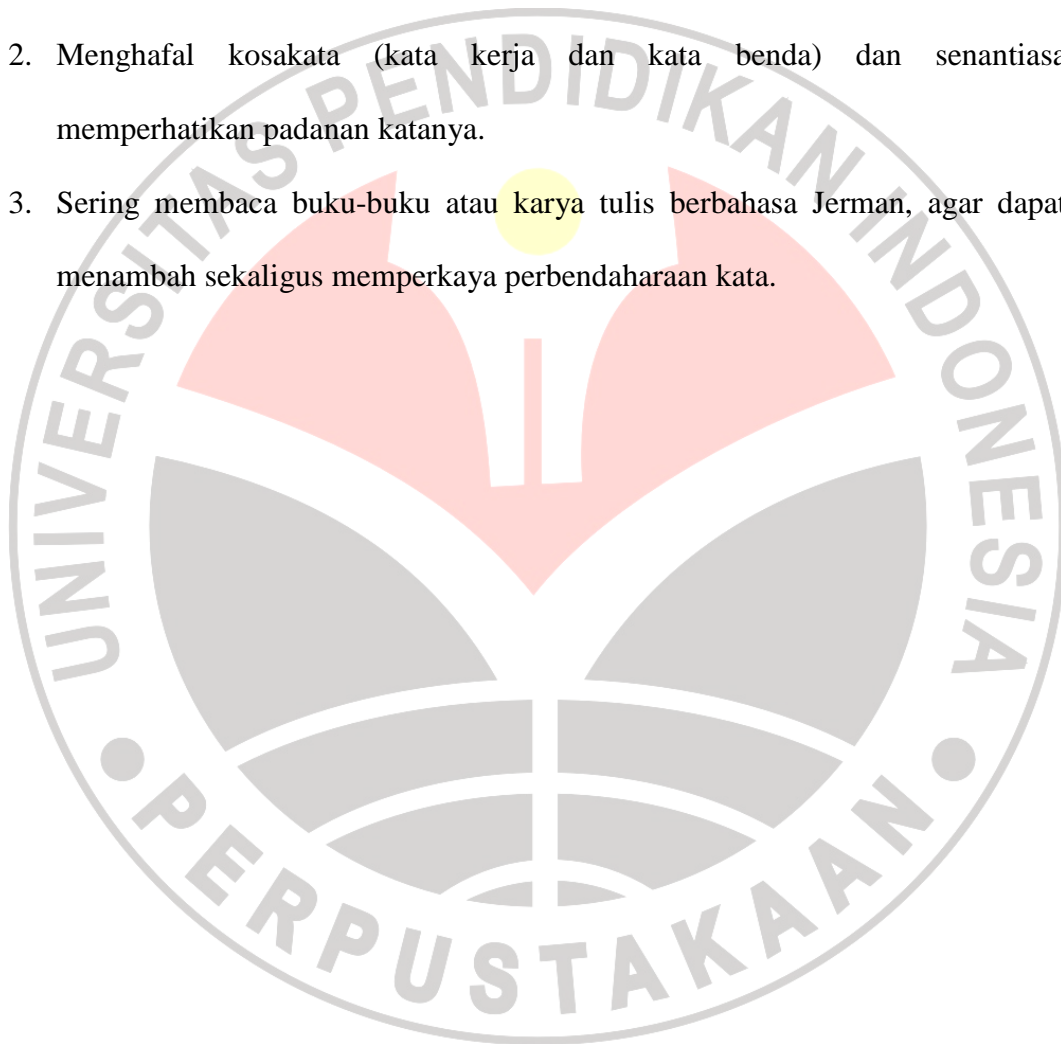 2. Menghafal kosakata (kata kerja dan kata benda) dan senantiasa
memperhatikan padanan katanya.
3. Sering membaca buku-buku atau karya tulis berbahasa Jerman, agar dapat
menambah sekaligus memperkaya perbendaharaan kata.
UNIVERSITAS PENDIDIKAN INDONESIA
PERPUSTAKAAN